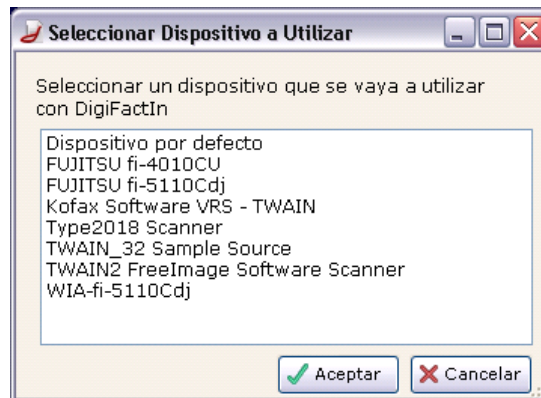 Seleccionar Dispositivo a Utilizar
Seleccionar un dispositivo que se vaya a utilizar
con DigiFactIn
Dispositivo por defecto
FUJITSU fi-4010CU
FUJITSU fi-5110Cdj
Kofax Software VRS - TWAIN
Type2018 Scanner
TWAIN_32 Sample Source
TWAIN2 FreeImage Software Scanner
WIA-fi-5110Cdj
Aceptar Cancelar